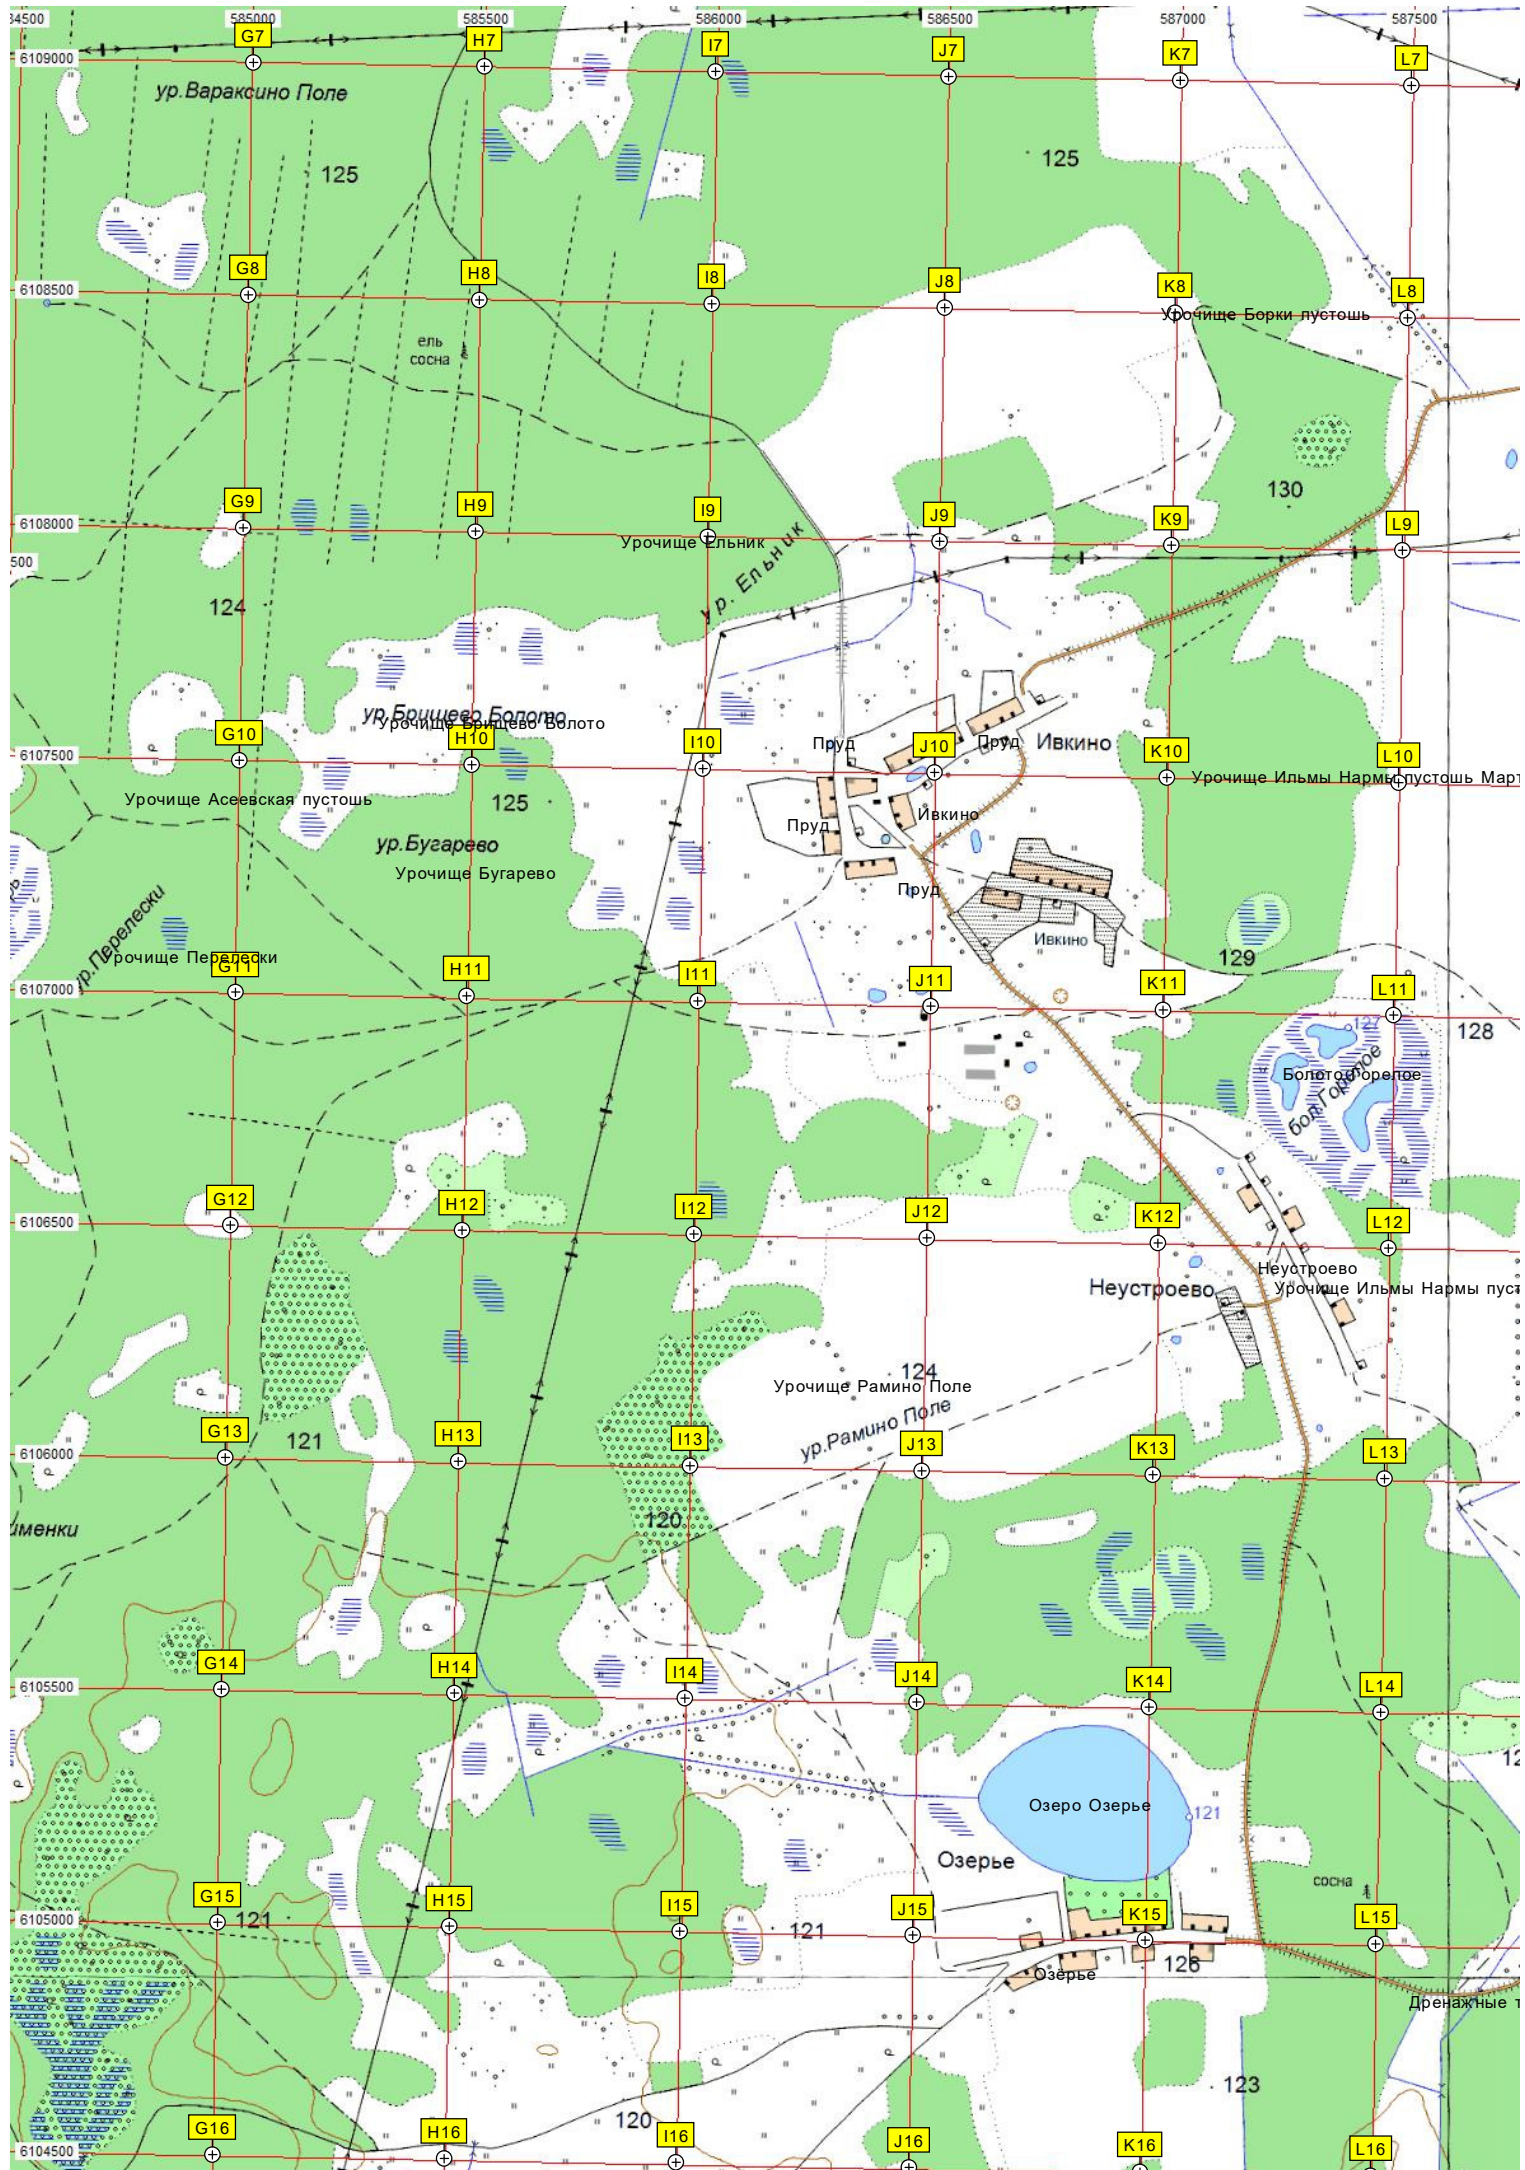 585000
585500
586000
586500
587000
587500
G7
H7
I7
J7
K7
L7
6109000
ур.Вараксино Поле
125
125
G8
H8
I8
J8
K8
L8
6108500
Урочище Борки пустошь
ель
сосна
130
G9
H9
I9
J9
K9
L9
6108000
Урочище Ельник
ур. Ельник
500
124
ур.Брищево Болото
Урочище Брищево Болото
G10
H10
I10
J10
K10
L10
6107500
Пруд
Пруд
Ивкино
Урочище Ильмы Нармы пустошь Март
Урочище Асеевская пустошь
125
Ивкино
Пруд
ур.Бугарево
Урочище Бугарево
Пруд
ур.Перелески
Ивкино
Урочище Перелески
129
G11
H11
I11
J11
K11
L11
6107000
127
128
Болото Горелое
бол.Горелое
G12
H12
I12
J12
K12
L12
6106500
Неустроево
Неустроево
Урочище Ильмы Нармы пуст
124
Урочище Рамино Поле
ур.Рамино Поле
G13
H13
I13
J13
K13
L13
121
6106000
120
именки
G14
H14
I14
J14
K14
L14
6105500
12
Озеро Озерье
121
Озерье
сосна
G15
H15
I15
J15
K15
L15
6105000
121
121
126
Озерье
Дренажные т
123
120
G16
H16
I16
J16
K16
L16
6104500